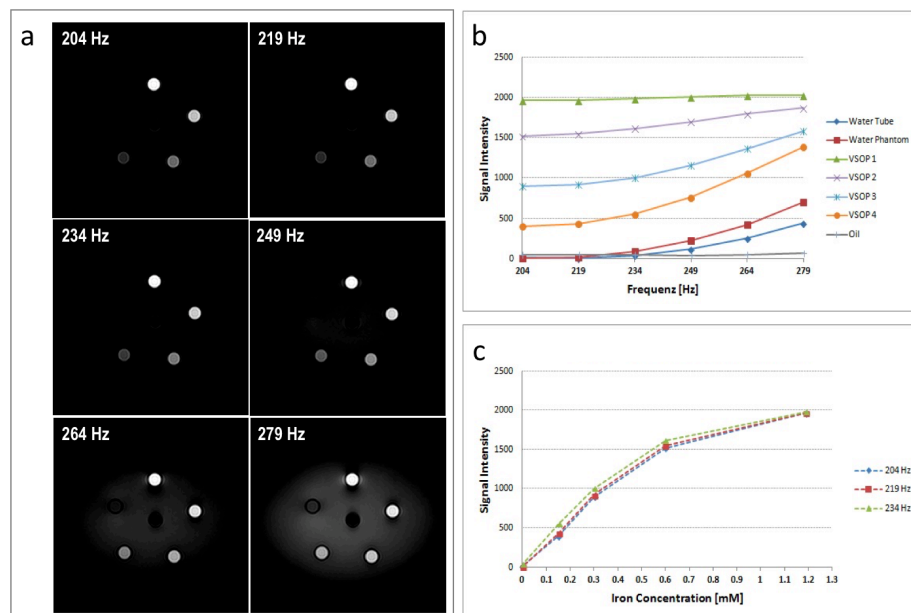 a
204 Hz
219 Hz
234 Hz
249 Hz
264 Hz
279 Hz
b
2500
2000
1500
1000
500
0
Signal Intensity
204
219
234
249
264
279
Frequenz [Hz]
Water Tube
Water Phantom
VSOP 1
VSOP 2
VSOP 3
VSOP 4
Oil
c
2500
2000
1500
1000
500
0
Signal Intensity
0
0.1
0.2
0.3
0.4
0.5
0.6
0.7
0.8
0.9
1
1.1
1.2
1.3
Iron Concentration [mM]
204 Hz
219 Hz
234 Hz